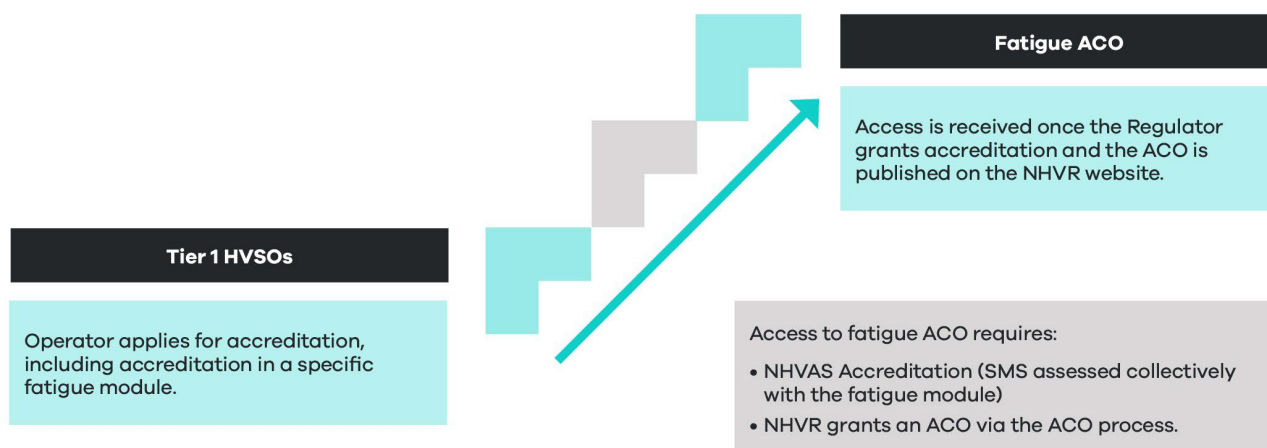 Fatigue ACO
Access is received once the Regulator
grants accreditation and the ACO is
published on the NHVR website.
Tier 1 HVSOs
Operator applies for accreditation,
including accreditation in a specific
fatigue module.
Access to fatigue ACO requires:
• NHVAS Accreditation (SMS assessed collectively
with the fatigue module)
• NHVR grants an ACO via the ACO process.